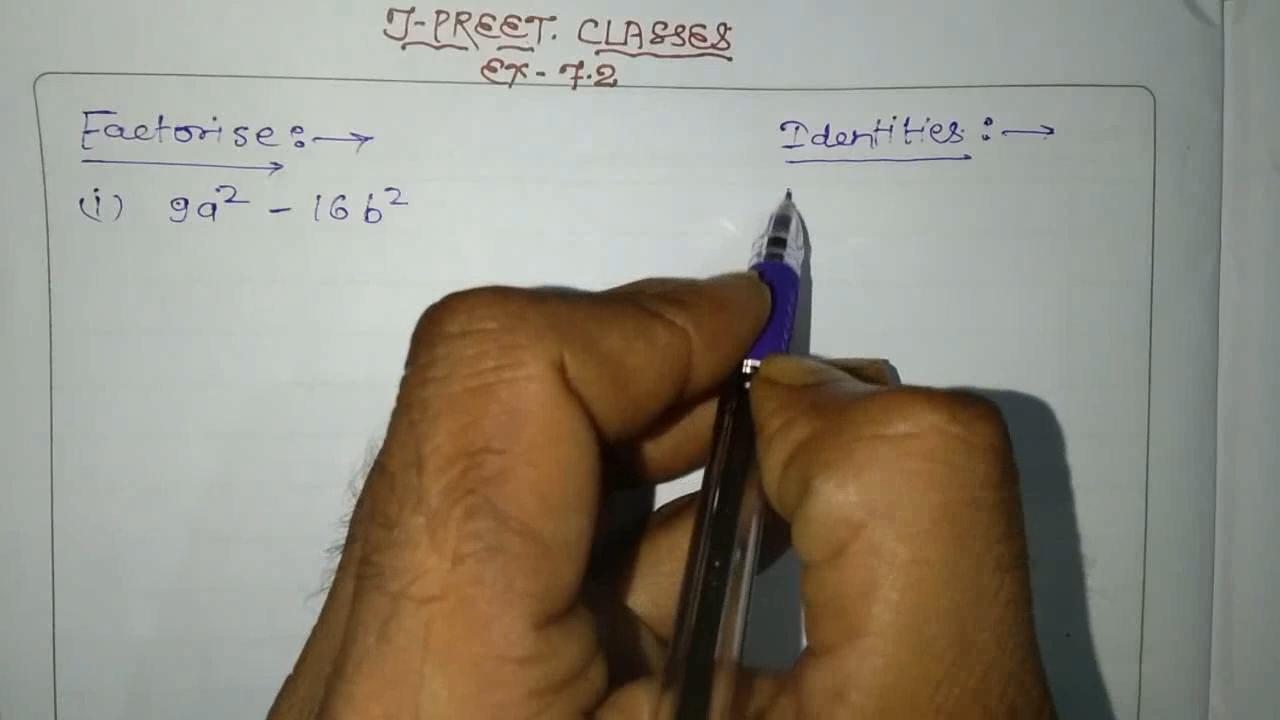 J-PREET. CLASSES
EX - 7.2
Factorise :→
Identities :→
(i) 9a² - 16b²